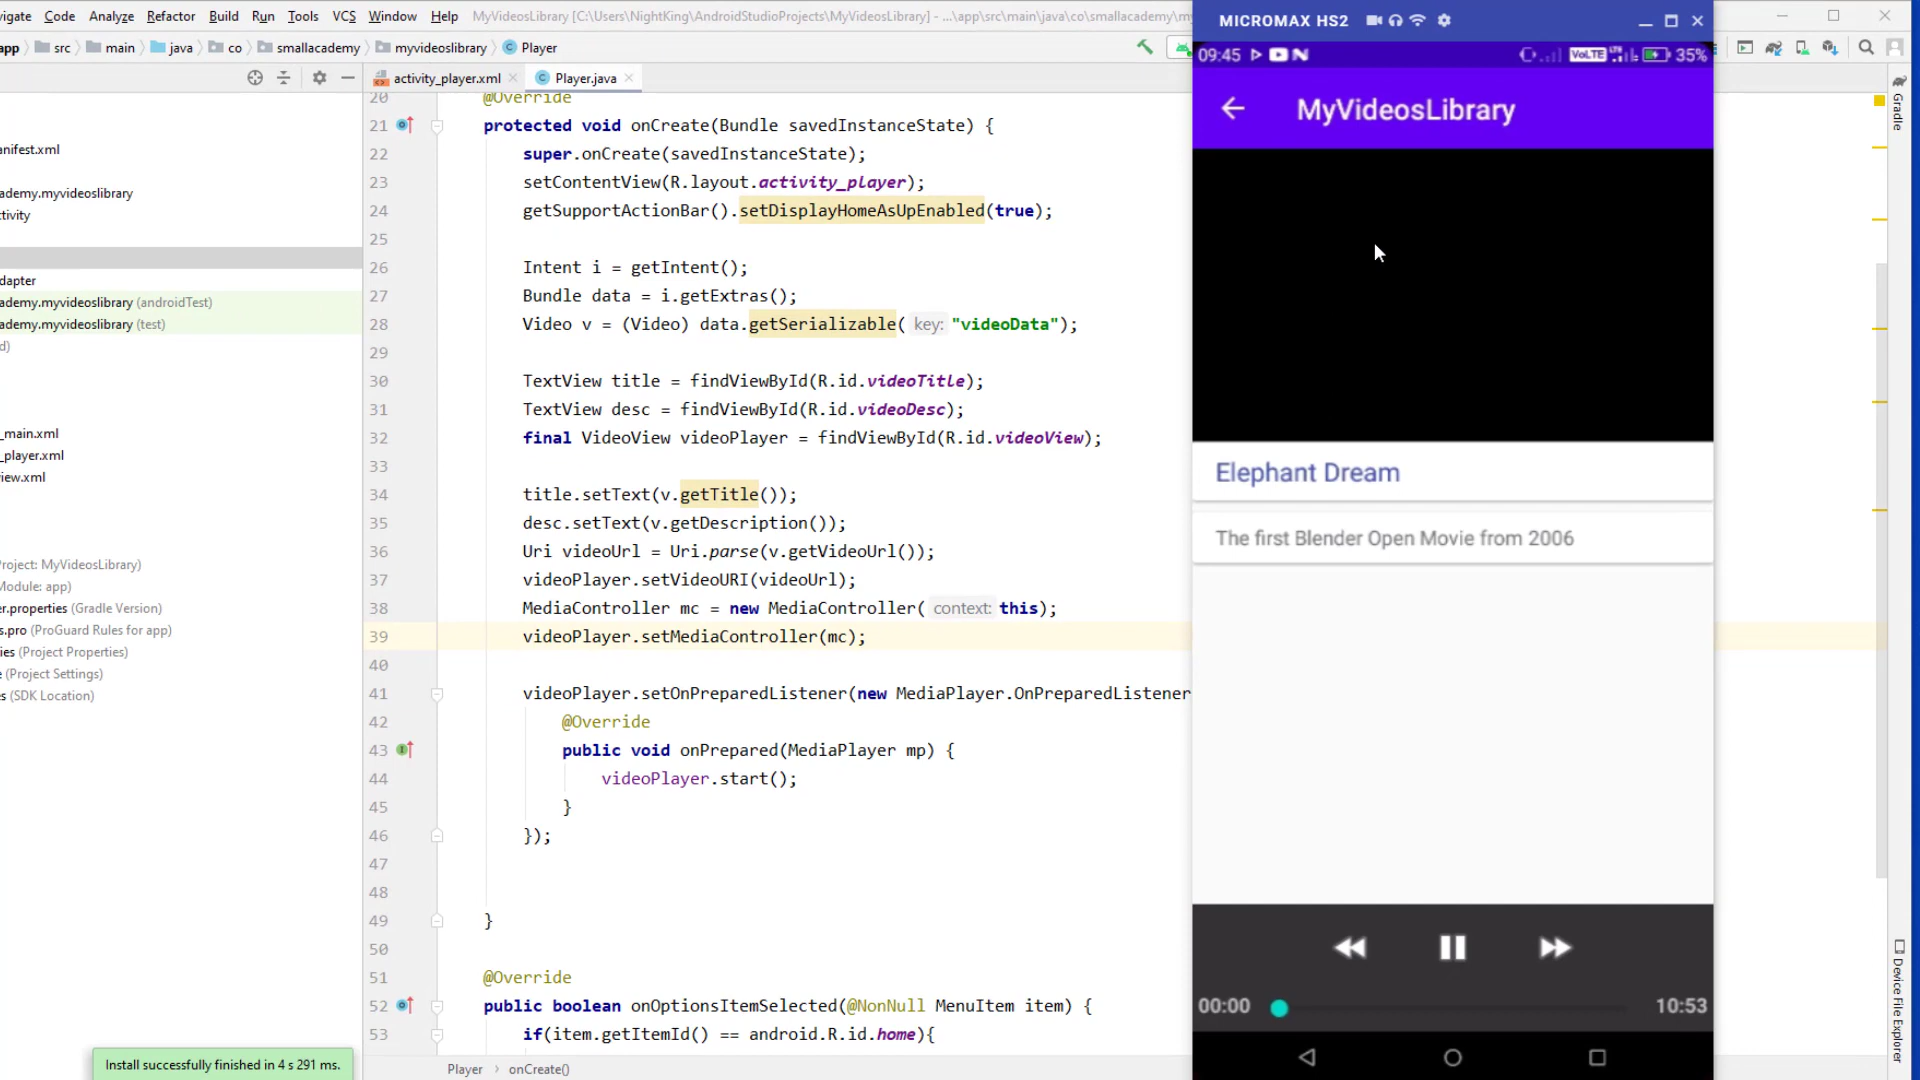 vigate Code Analyze Refactor Build Run Tools VCS Window Help MyVideosLibrary [C:\Users\NightKing\AndroidStudioProjects\MyVideosLibrary] - ...\app\src\main\java\co\smallacademy\my
app src main java co smallacademy myvideoslibrary Player
activity_player.xml Player.java
anifest.xml
ademy.myvideoslibrary
tivity
dapter
ademy.myvideoslibrary (androidTest)
ademy.myvideoslibrary (test)
d)
_main.xml
_player.xml
iew.xml
roject: MyVideosLibrary)
Module: app)
er.properties (Gradle Version)
s.pro (ProGuard Rules for app)
ies (Project Properties)
e (Project Settings)
es (SDK Location)
20 @Override
21 protected void onCreate(Bundle savedInstanceState) {
22 super.onCreate(savedInstanceState);
23 setContentView(R.layout.activity_player);
24 getSupportActionBar().setDisplayHomeAsUpEnabled(true);
25
26 Intent i = getIntent();
27 Bundle data = i.getExtras();
28 Video v = (Video) data.getSerializable( key: "videoData");
29
30 TextView title = findViewById(R.id.videoTitle);
31 TextView desc = findViewById(R.id.videoDesc);
32 final VideoView videoPlayer = findViewById(R.id.videoView);
33
34 title.setText(v.getTitle());
35 desc.setText(v.getDescription());
36 Uri videoUrl = Uri.parse(v.getVideoUrl());
37 videoPlayer.setVideoURI(videoUrl);
38 MediaController mc = new MediaController( context: this);
39 videoPlayer.setMediaController(mc);
40
41 videoPlayer.setOnPreparedListener(new MediaPlayer.OnPreparedListener
42 @Override
43 public void onPrepared(MediaPlayer mp) {
44 videoPlayer.start();
45 }
46 });
47
48
49 }
50
51 @Override
52 public boolean onOptionsItemSelected(@NonNull MenuItem item) {
53 if(item.getItemId() == android.R.id.home){
Player onCreate()
Install successfully finished in 4 s 291 ms.
MICROMAX HS2
09:45 VoLTE LTE 35%
MyVideosLibrary
Elephant Dream
The first Blender Open Movie from 2006
00:00 10:53
Gradle
Device File Explorer